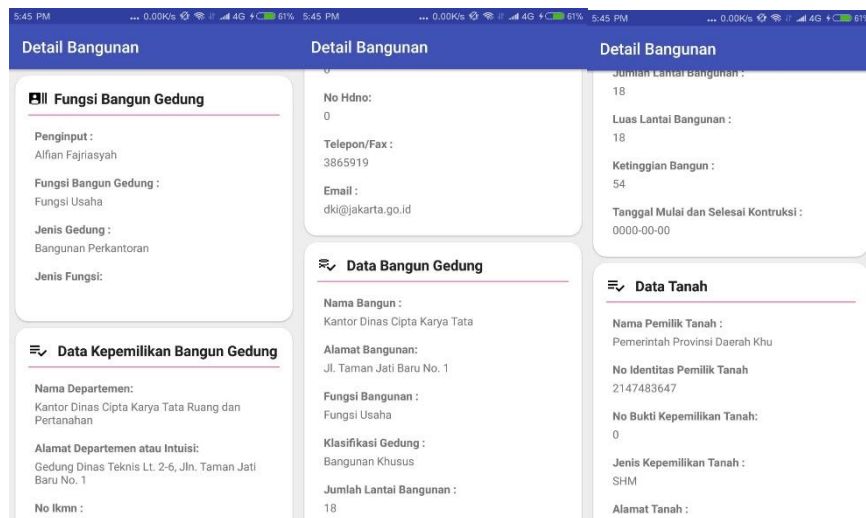 5:45 PM
... 0.00K/s 4G 61%
Detail Bangunan
Fungsi Bangun Gedung
Penginput :
Alfian Fajriasyah
Fungsi Bangun Gedung :
Fungsi Usaha
Jenis Gedung :
Bangunan Perkantoran
Jenis Fungsi:
Data Kepemilikan Bangun Gedung
Nama Departemen:
Kantor Dinas Cipta Karya Tata Ruang dan
Pertanahan
Alamat Departemen atau Intuisi:
Gedung Dinas Teknis Lt. 2-6, Jln. Taman Jati
Baru No. 1
No Ikmn :
5:45 PM
... 0.00K/s 4G 61%
Detail Bangunan
0
No Hdno:
0
Telepon/Fax :
3865919
Email :
dki@jakarta.go.id
Data Bangun Gedung
Nama Bangun :
Kantor Dinas Cipta Karya Tata
Alamat Bangunan:
Jl. Taman Jati Baru No. 1
Fungsi Bangunan :
Fungsi Usaha
Klasifikasi Gedung :
Bangunan Khusus
Jumlah Lantai Bangunan :
18
5:45 PM
... 0.00K/s 4G 61%
Detail Bangunan
Jumlah Lantai Bangunan :
18
Luas Lantai Bangunan :
18
Ketinggian Bangun :
54
Tanggal Mulai dan Selesai Kontruksi :
0000-00-00
Data Tanah
Nama Pemilik Tanah :
Pemerintah Provinsi Daerah Khu
No Identitas Pemilik Tanah
2147483647
No Bukti Kepemilikan Tanah:
0
Jenis Kepemilikan Tanah :
SHM
Alamat Tanah :